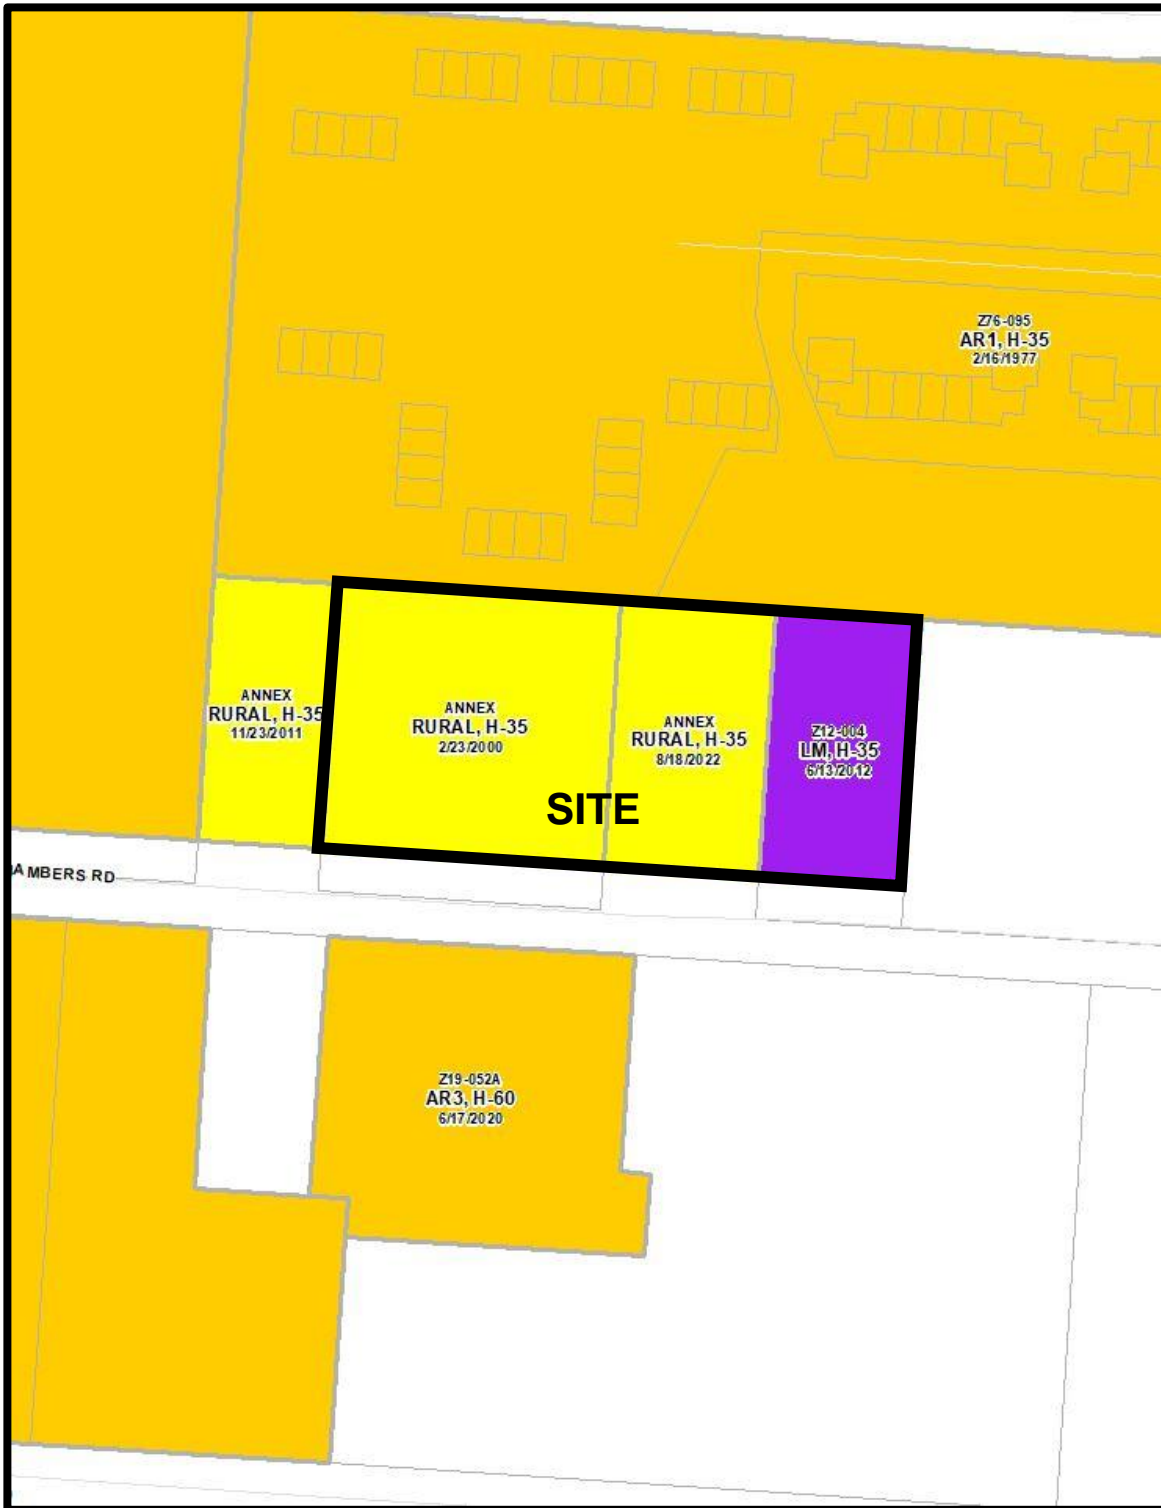 Z76-095
AR1, H-35
2/16/1977
ANNEX
RURAL, H-35
11/23/2011
ANNEX
RURAL, H-35
2/23/2000
ANNEX
RURAL, H-35
8/18/2022
Z12-004
LM, H-35
6/13/2012
SITE
AMBERS RD
Z19-052A
AR3, H-60
6/17/2020